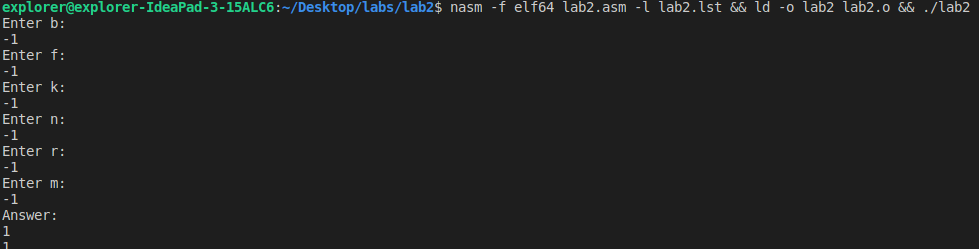 explorer@explorer-IdeaPad-3-15ALC6:~/Desktop/labs/lab2$ nasm -f elf64 lab2.asm -l lab2.lst && ld -o lab2 lab2.o && ./lab2
Enter b:
-1
Enter f:
-1
Enter k:
-1
Enter n:
-1
Enter r:
-1
Enter m:
-1
Answer:
1
1